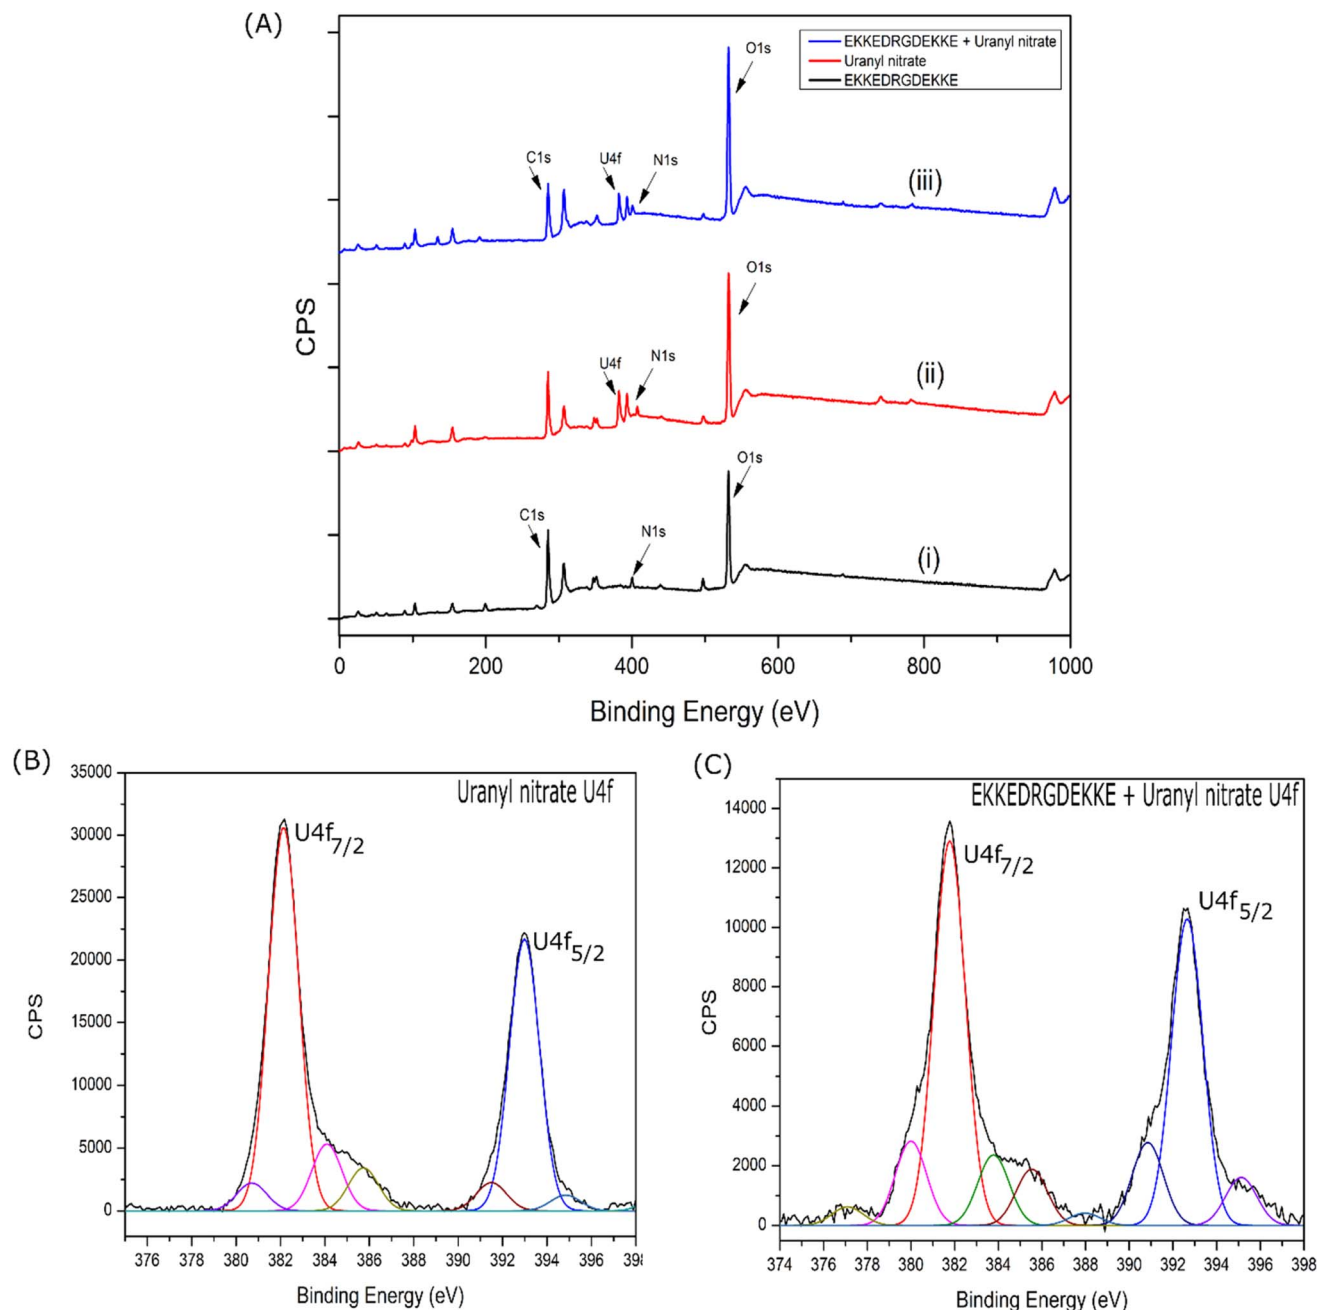 (A)
EKKEDRGDEKKE + Uranyl nitrate
Uranyl nitrate
EKKEDRGDEKKE
O1s
C1s
U4f
N1s
(iii)
O1s
U4f
N1s
(ii)
O1s
C1s
N1s
(i)
CPS
0 200 400 600 800 1000
Binding Energy (eV)
(B)
Uranyl nitrate U4f
U4f7/2
U4f5/2
35000
30000
25000
20000
15000
10000
5000
0
CPS
376 378 380 382 384 386 388 390 392 394 396 398
Binding Energy (eV)
(C)
EKKEDRGDEKKE + Uranyl nitrate U4f
U4f7/2
U4f5/2
14000
12000
10000
8000
6000
4000
2000
0
CPS
374 376 378 380 382 384 386 388 390 392 394 396 398
Binding Energy (eV)